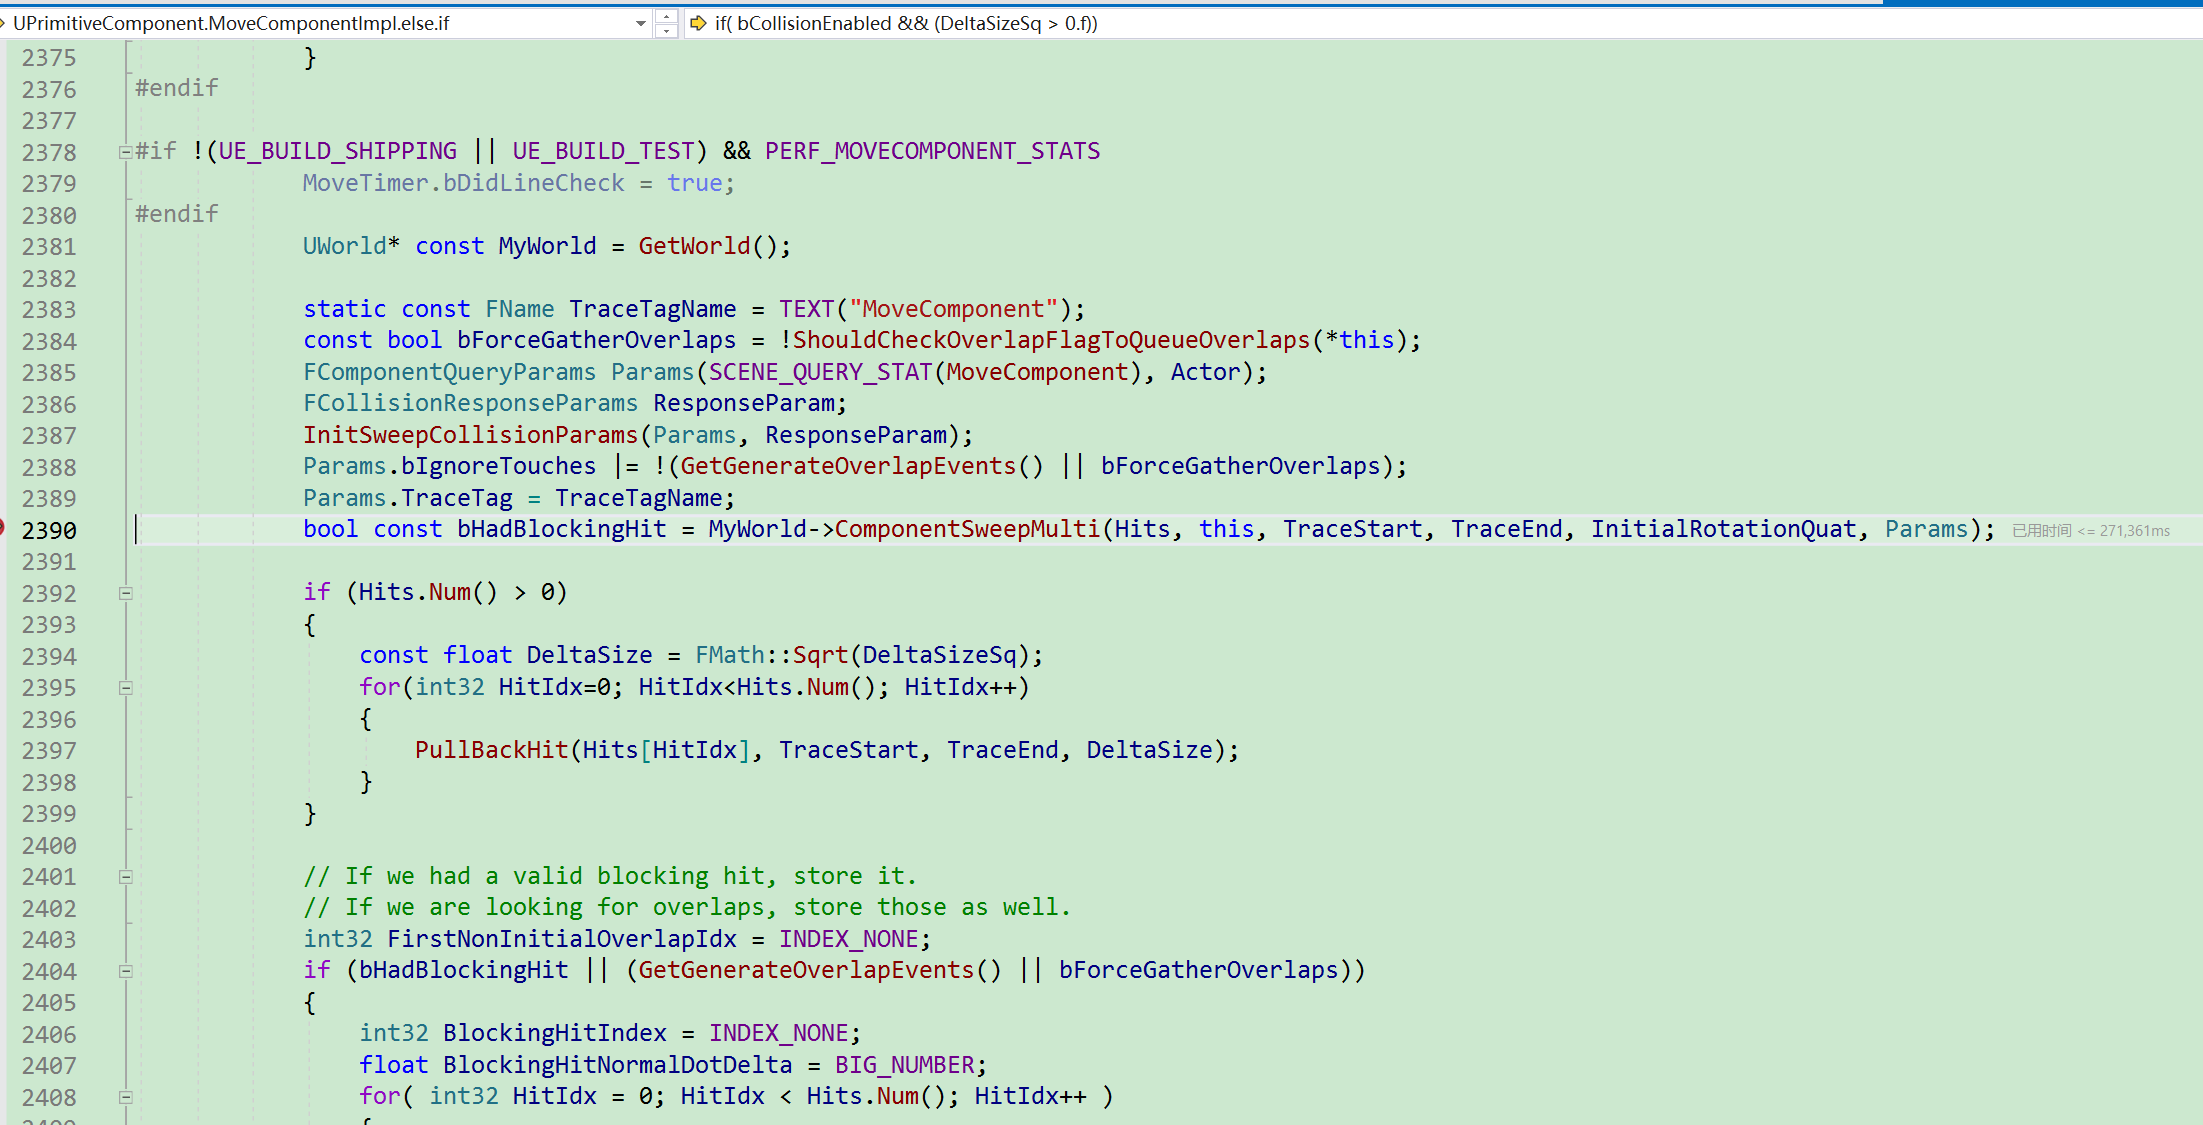 UPrimitiveComponent.MoveComponentImpl.else.if
if( bCollisionEnabled && (DeltaSizeSq > 0.f))
2375 }
2376 #endif
2377
2378 #if !(UE_BUILD_SHIPPING || UE_BUILD_TEST) && PERF_MOVECOMPONENT_STATS
2379 MoveTimer.bDidLineCheck = true;
2380 #endif
2381 UWorld* const MyWorld = GetWorld();
2382
2383 static const FName TraceTagName = TEXT("MoveComponent");
2384 const bool bForceGatherOverlaps = !ShouldCheckOverlapFlagToQueueOverlaps(*this);
2385 FComponentQueryParams Params(SCENE_QUERY_STAT(MoveComponent), Actor);
2386 FCollisionResponseParams ResponseParam;
2387 InitSweepCollisionParams(Params, ResponseParam);
2388 Params.bIgnoreTouches |= !(GetGenerateOverlapEvents() || bForceGatherOverlaps);
2389 Params.TraceTag = TraceTagName;
2390 bool const bHadBlockingHit = MyWorld->ComponentSweepMulti(Hits, this, TraceStart, TraceEnd, InitialRotationQuat, Params); 已用时间 <= 271,361ms
2391
2392 if (Hits.Num() > 0)
2393 {
2394 const float DeltaSize = FMath::Sqrt(DeltaSizeSq);
2395 for(int32 HitIdx=0; HitIdx<Hits.Num(); HitIdx++)
2396 {
2397 PullBackHit(Hits[HitIdx], TraceStart, TraceEnd, DeltaSize);
2398 }
2399 }
2400
2401 // If we had a valid blocking hit, store it.
2402 // If we are looking for overlaps, store those as well.
2403 int32 FirstNonInitialOverlapIdx = INDEX_NONE;
2404 if (bHadBlockingHit || (GetGenerateOverlapEvents() || bForceGatherOverlaps))
2405 {
2406 int32 BlockingHitIndex = INDEX_NONE;
2407 float BlockingHitNormalDotDelta = BIG_NUMBER;
2408 for( int32 HitIdx = 0; HitIdx < Hits.Num(); HitIdx++ )